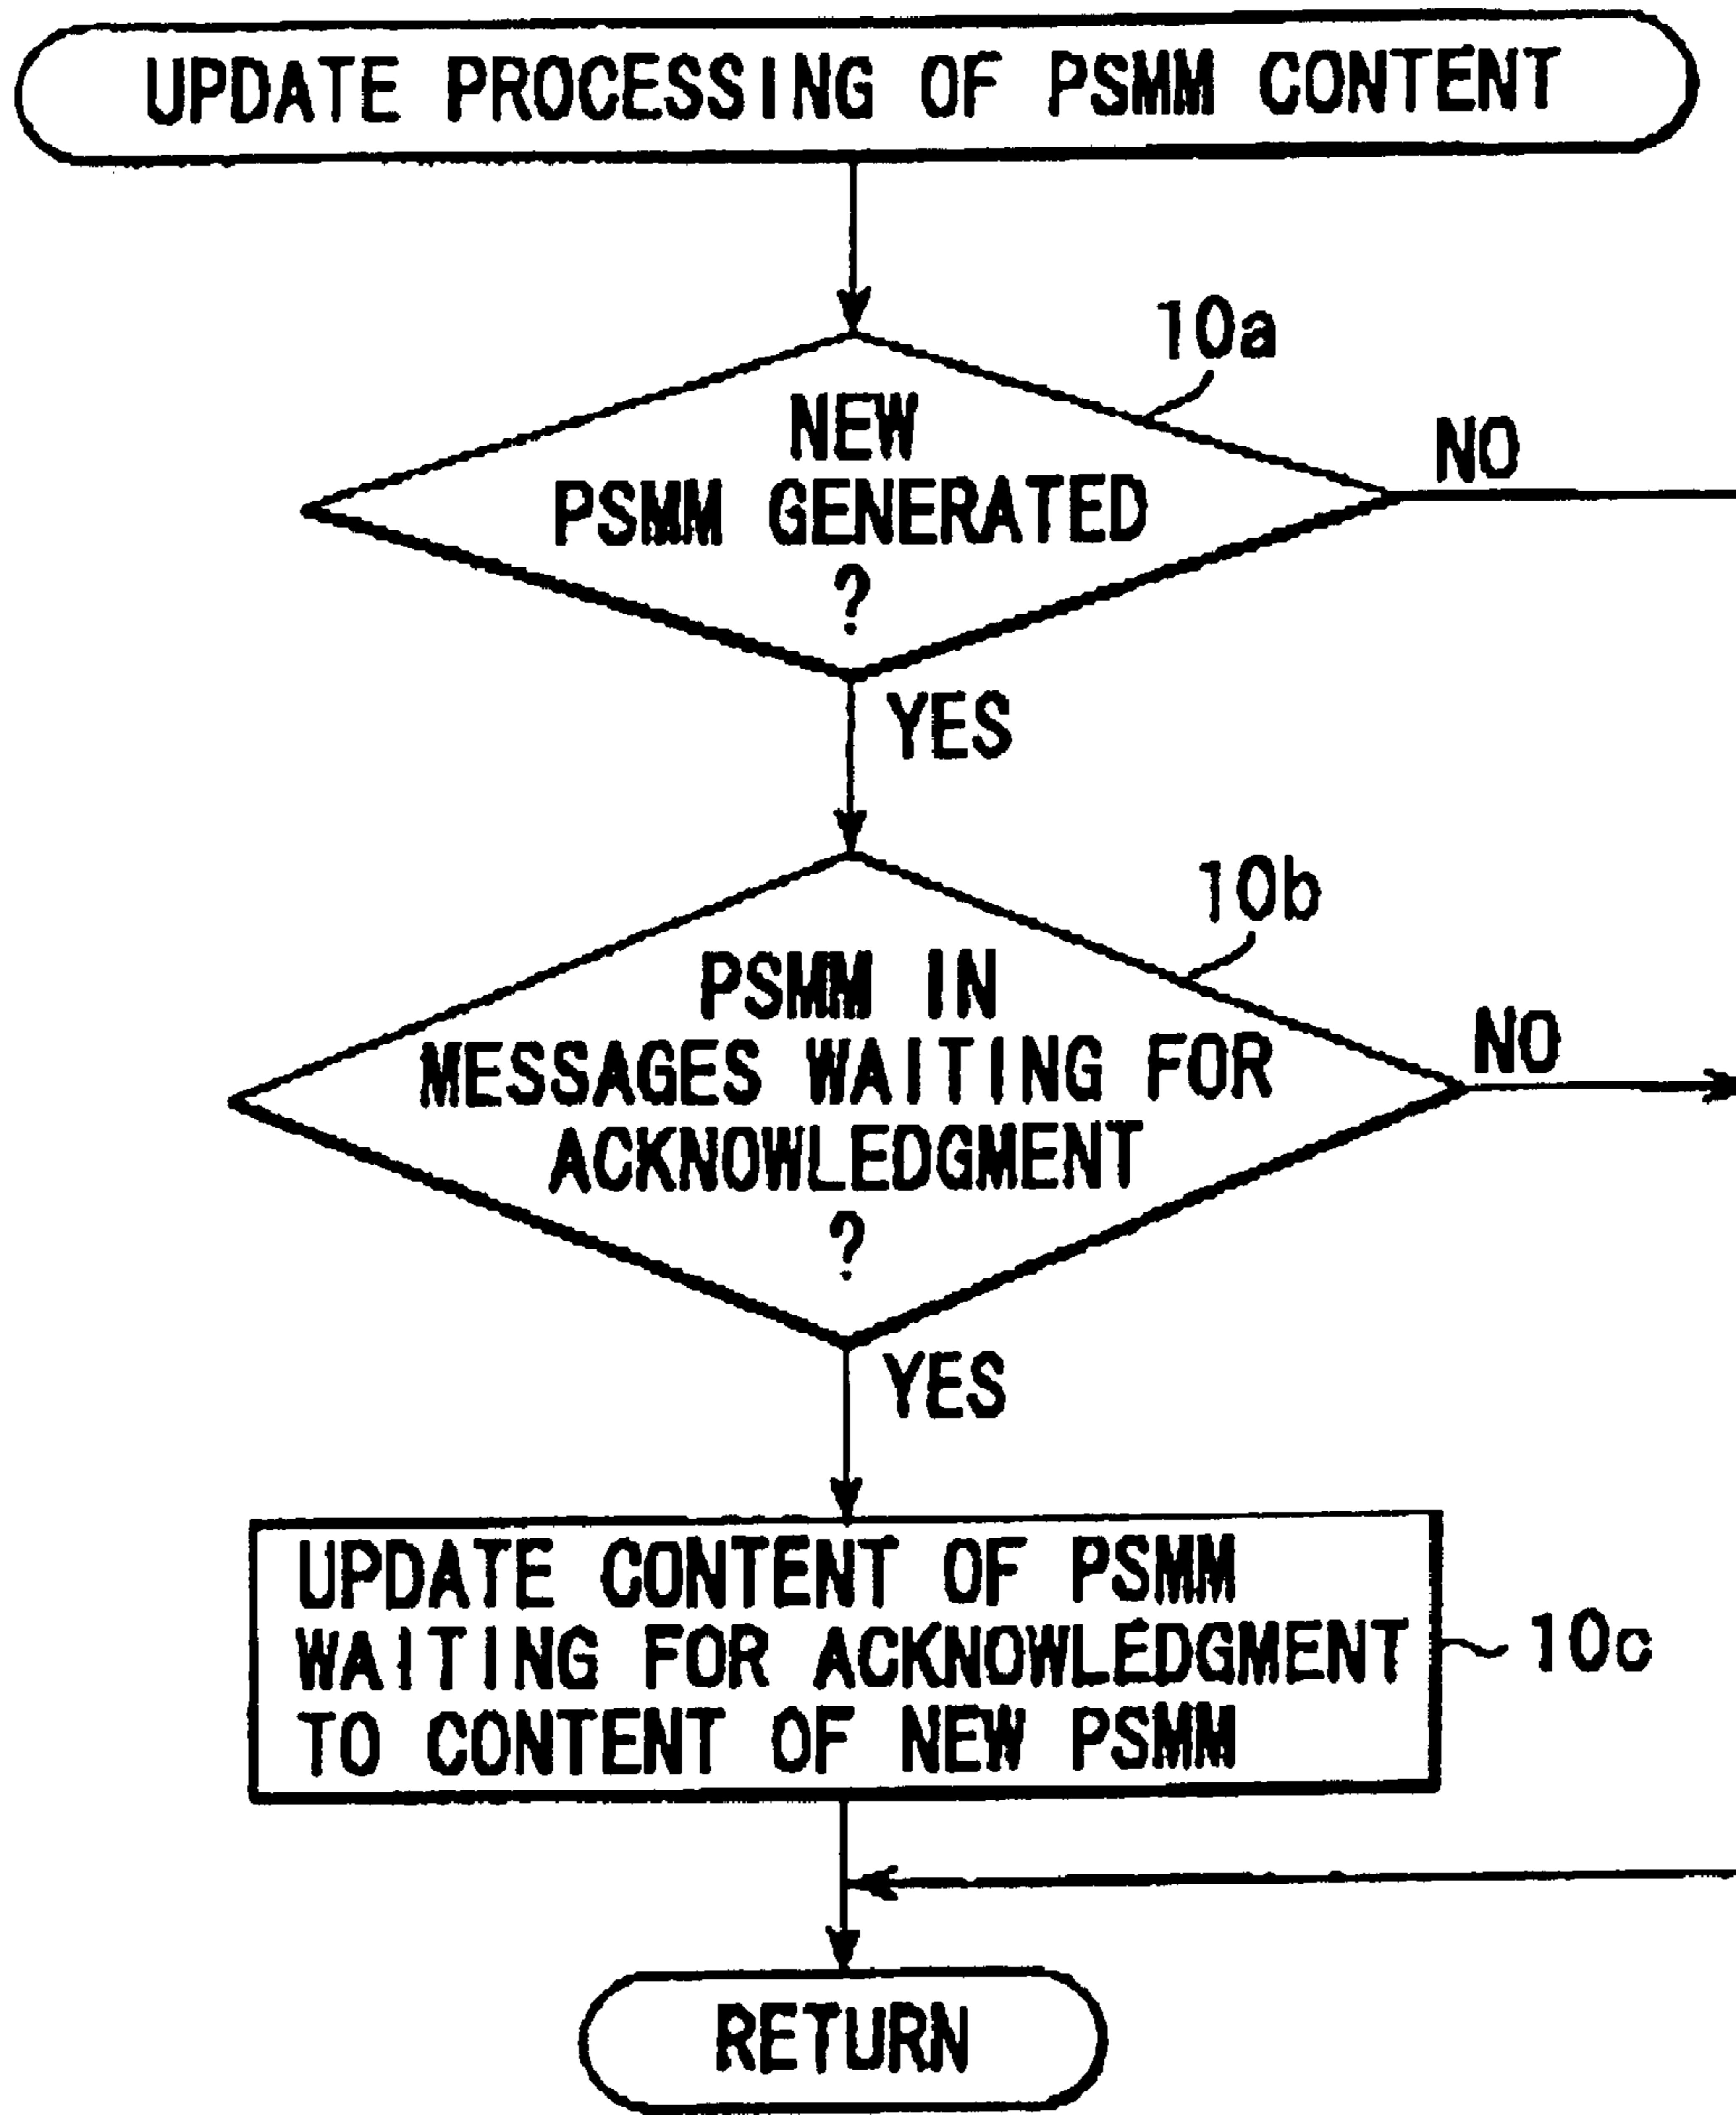 UPDATE PROCESSING OF PSMM CONTENT
10a
NEW
PSMM GENERATED
?
NO
YES
10b
PSMM IN
MESSAGES WAITING FOR
ACKNOWLEDGMENT
?
NO
YES
UPDATE CONTENT OF PSMM
WAITING FOR ACKNOWLEDGMENT
TO CONTENT OF NEW PSMM
10c
RETURN